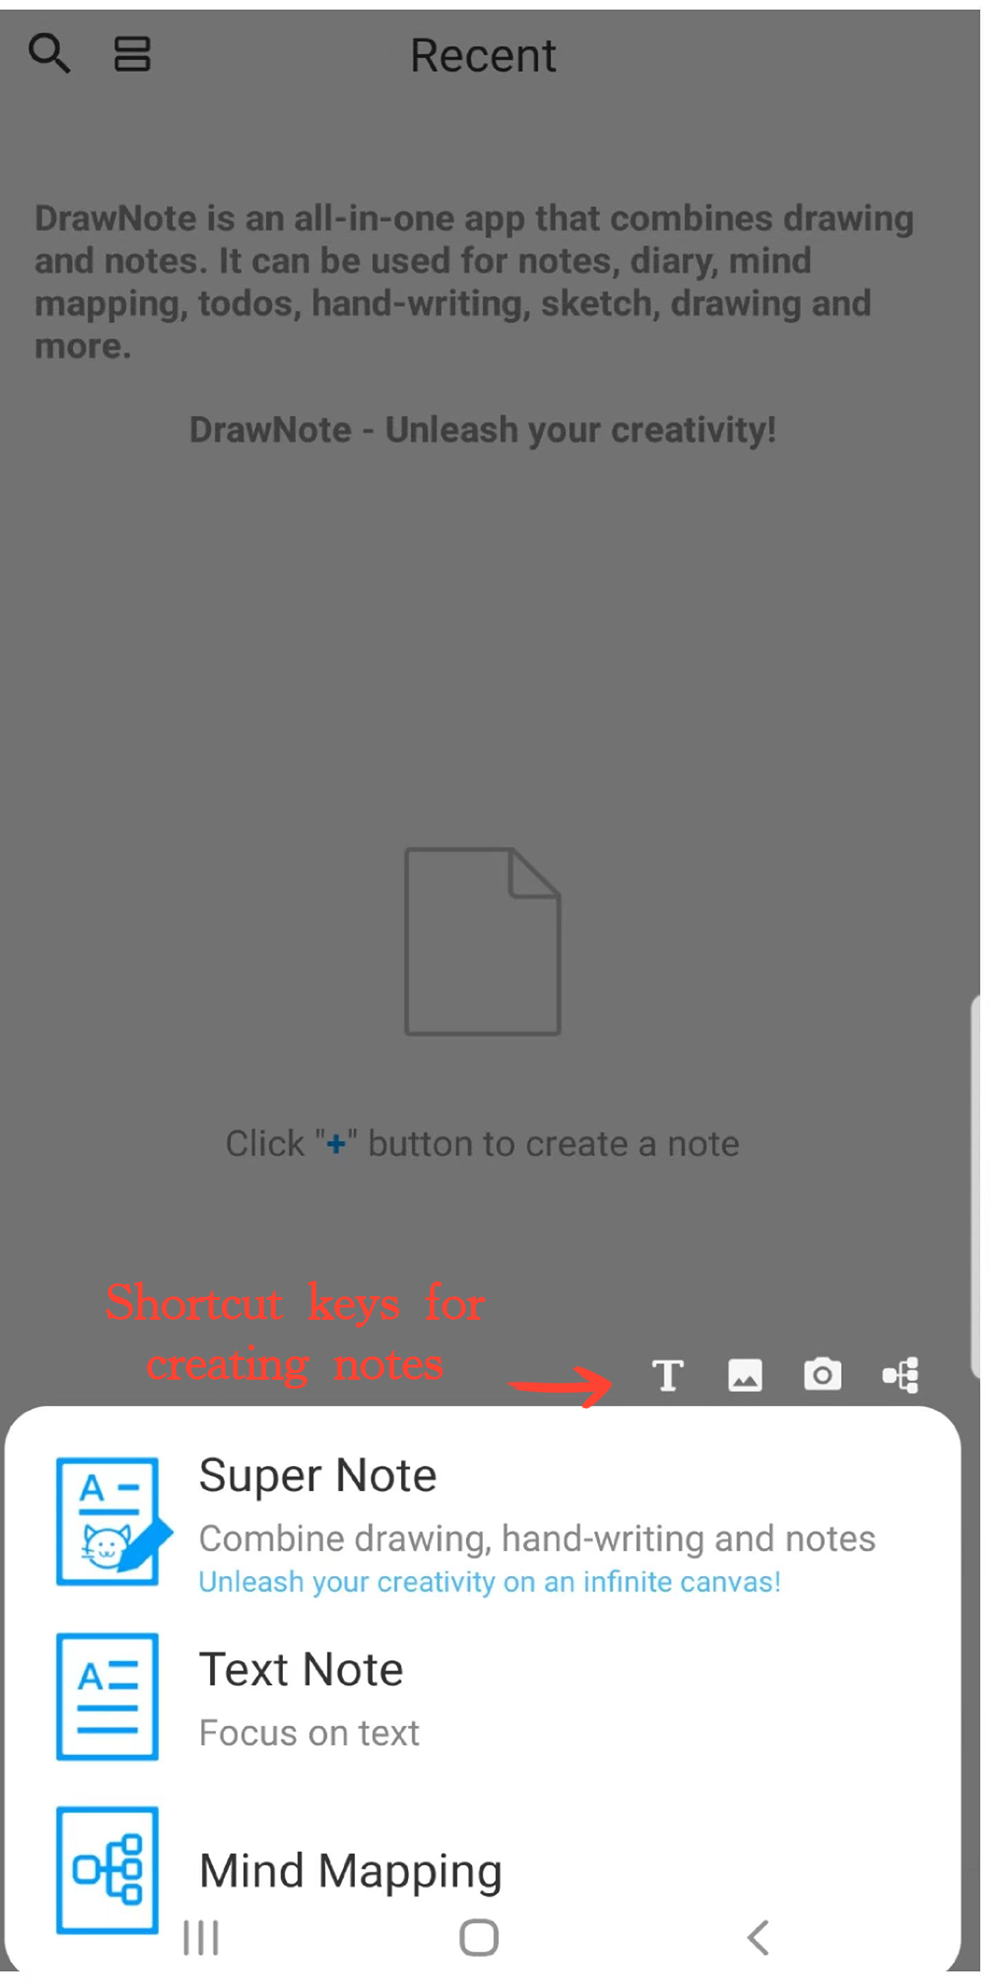 Recent
DrawNote is an all-in-one app that combines drawing
and notes. It can be used for notes, diary, mind
mapping, todos, hand-writing, sketch, drawing and
more.
DrawNote - Unleash your creativity!
Click "+" button to create a note
Shortcut keys for
creating notes
T
Super Note
Combine drawing, hand-writing and notes
Unleash your creativity on an infinite canvas!
Text Note
Focus on text
Mind Mapping